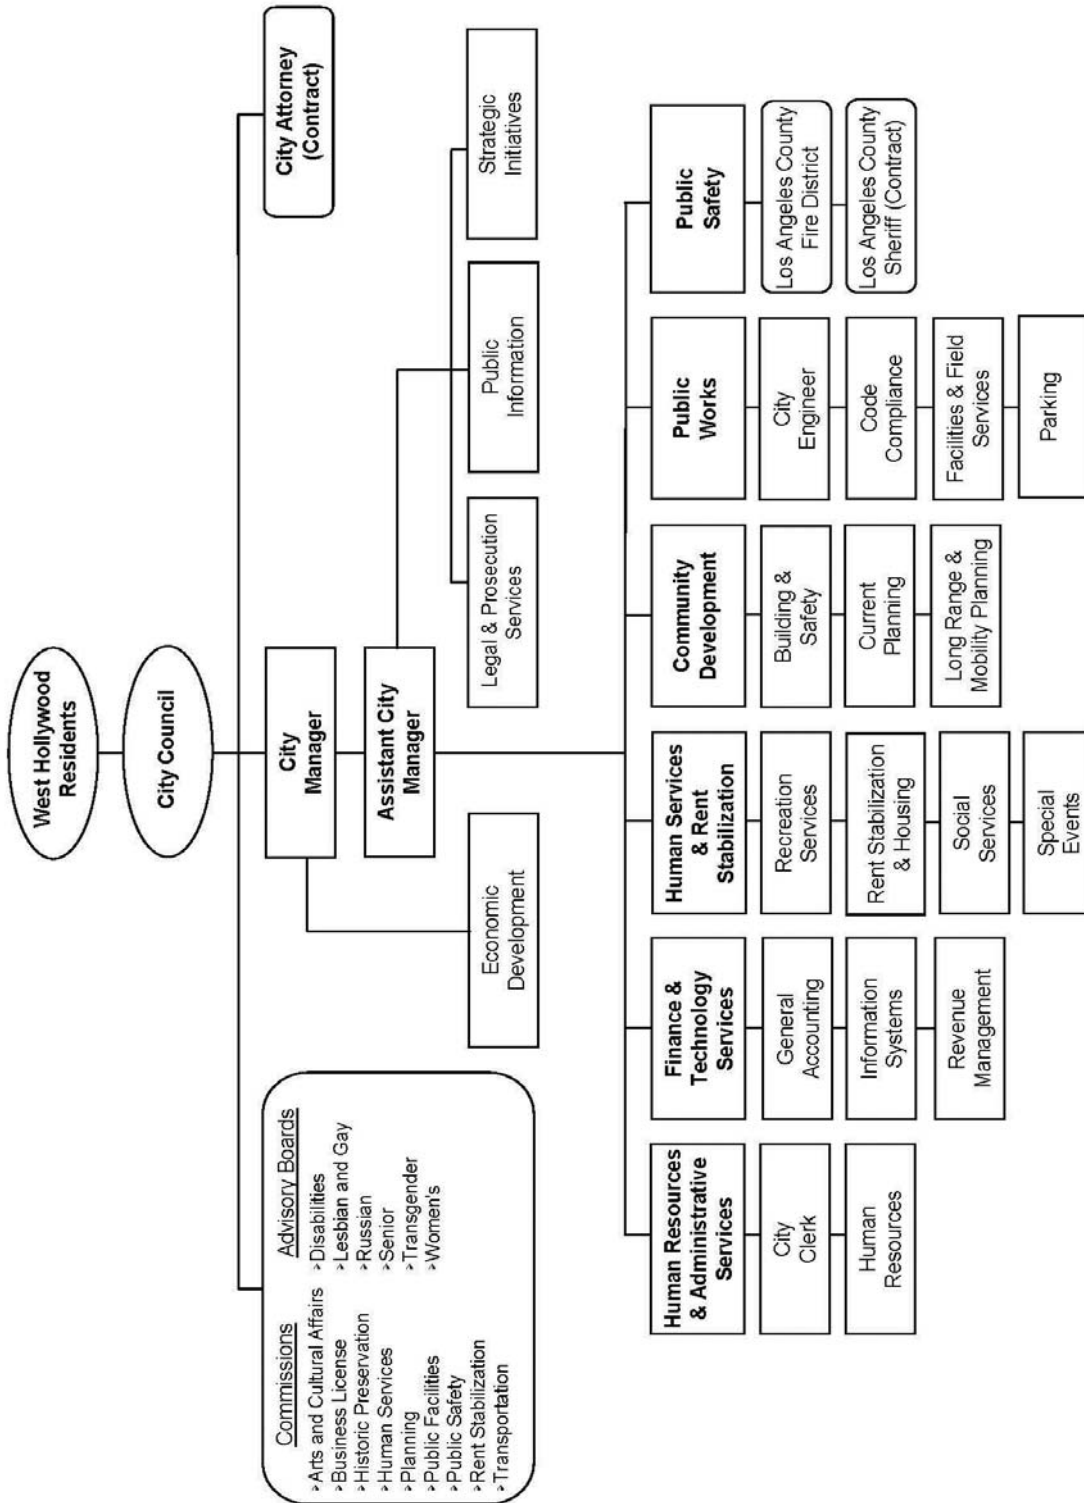 West Hollywood
Residents
City Council
City Attorney
(Contract)
City
Manager
Assistant City
Manager
Commissions
➢Arts and Cultural Affairs
➢Business License
➢Historic Preservation
➢Human Services
➢Planning
➢Public Facilities
➢Public Safety
➢Rent Stabilization
➢Transportation
Advisory Boards
➢Disabilities
➢Lesbian and Gay
➢Russian
➢Senior
➢Transgender
➢Women's
Economic
Development
Legal & Prosecution
Services
Public
Information
Strategic
Initiatives
Human Resources
& Administrative
Services
City
Clerk
Human
Resources
Finance &
Technology
Services
General
Accounting
Information
Systems
Revenue
Management
Human Services
& Rent
Stabilization
Recreation
Services
Rent Stabilization
& Housing
Social
Services
Special
Events
Community
Development
Building &
Safety
Current
Planning
Long Range &
Mobility Planning
Public
Works
City
Engineer
Code
Compliance
Facilities & Field
Services
Parking
Public
Safety
Los Angeles County
Fire District
Los Angeles County
Sheriff (Contract)